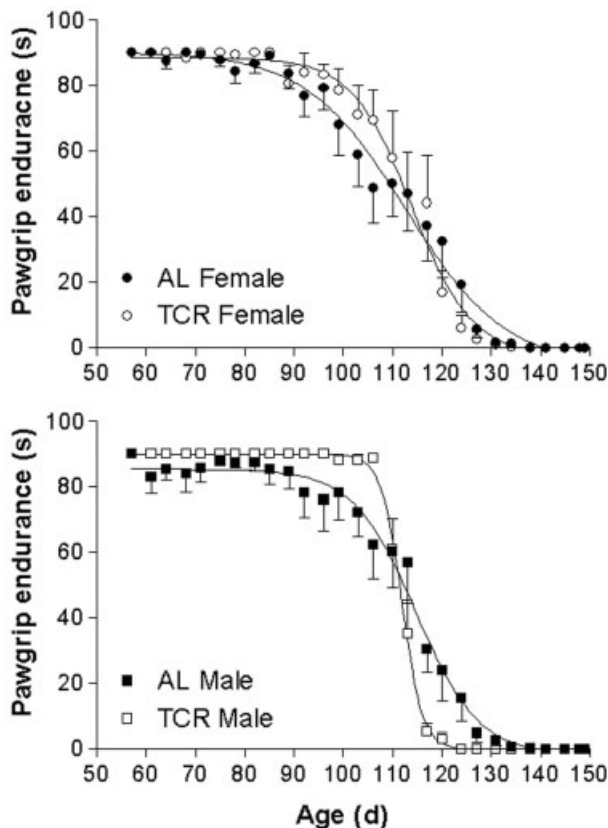 Pawgrip enduracne (s)
100
80
60
40
20
0
AL Female
TCR Female
50 60 70 80 90 100 110 120 130 140 150
Pawgrip endurance (s)
100
80
60
40
20
0
AL Male
TCR Male
50 60 70 80 90 100 110 120 130 140 150
Age (d)